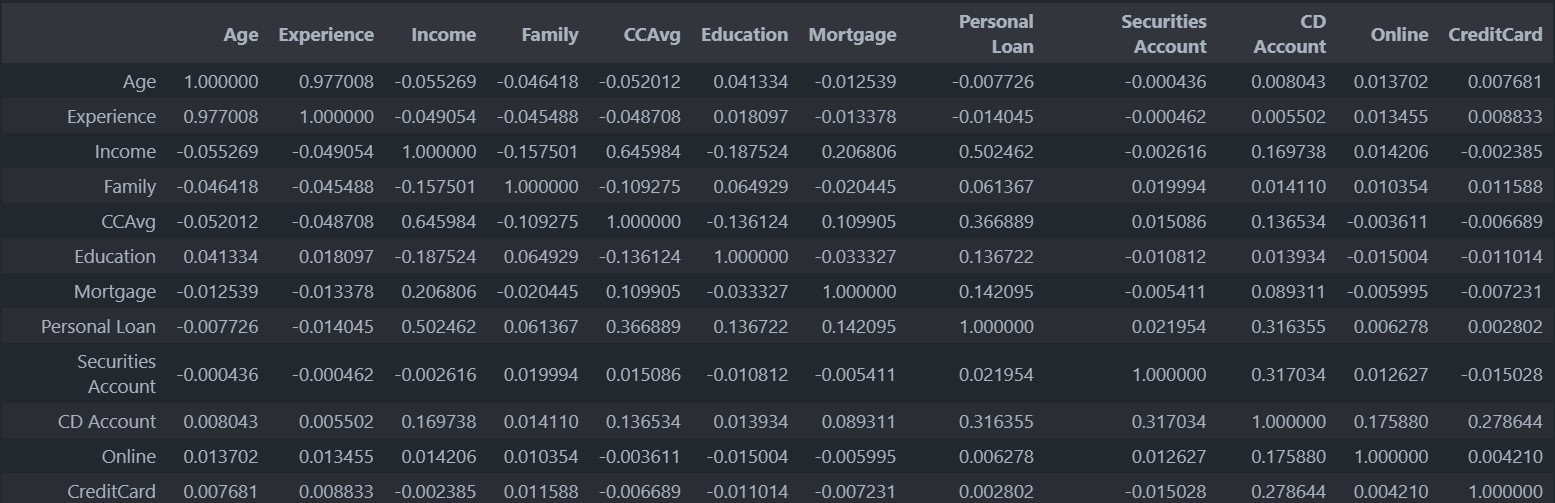 Age Experience Income Family CCAvg Education Mortgage Personal Loan Securities Account CD Account Online CreditCard
Age 1.000000 0.977008 -0.055269 -0.046418 -0.052012 0.041334 -0.012539 -0.007726 -0.000436 0.008043 0.013702 0.007681
Experience 0.977008 1.000000 -0.049054 -0.045488 -0.048708 0.018097 -0.013378 -0.014045 -0.000462 0.005502 0.013455 0.008833
Income -0.055269 -0.049054 1.000000 -0.157501 0.645984 -0.187524 0.206806 0.502462 -0.002616 0.169738 0.014206 -0.002385
Family -0.046418 -0.045488 -0.157501 1.000000 -0.109275 0.064929 -0.020445 0.061367 0.019994 0.014110 0.010354 0.011588
CCAvg -0.052012 -0.048708 0.645984 -0.109275 1.000000 -0.136124 0.109905 0.366889 0.015086 0.136534 -0.003611 -0.006689
Education 0.041334 0.018097 -0.187524 0.064929 -0.136124 1.000000 -0.033327 0.136722 -0.010812 0.013934 -0.015004 -0.011014
Mortgage -0.012539 -0.013378 0.206806 -0.020445 0.109905 -0.033327 1.000000 0.142095 -0.005411 0.089311 -0.005995 -0.007231
Personal Loan -0.007726 -0.014045 0.502462 0.061367 0.366889 0.136722 0.142095 1.000000 0.021954 0.316355 0.006278 0.002802
Securities Account -0.000436 -0.000462 -0.002616 0.019994 0.015086 -0.010812 -0.005411 0.021954 1.000000 0.317034 0.012627 -0.015028
CD Account 0.008043 0.005502 0.169738 0.014110 0.136534 0.013934 0.089311 0.316355 0.317034 1.000000 0.175880 0.278644
Online 0.013702 0.013455 0.014206 0.010354 -0.003611 -0.015004 -0.005995 0.006278 0.012627 0.175880 1.000000 0.004210
CreditCard 0.007681 0.008833 -0.002385 0.011588 -0.006689 -0.011014 -0.007231 0.002802 -0.015028 0.278644 0.004210 1.000000